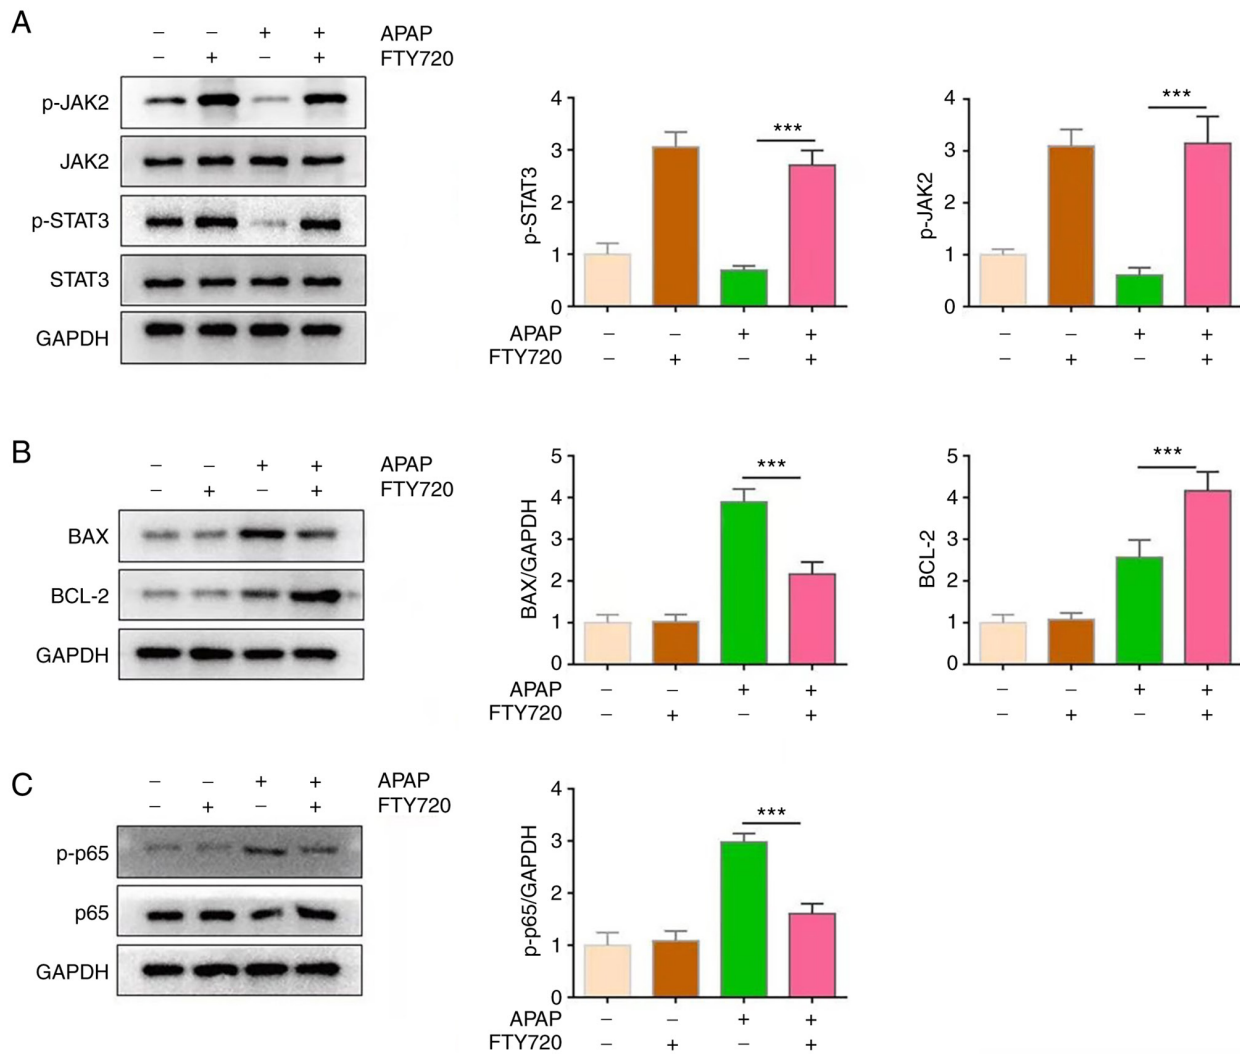 A
− − + + APAP
− + − + FTY720
p-JAK2
JAK2
p-STAT3
STAT3
GAPDH
p-STAT3
4
3
2
1
0
***
APAP − − + +
FTY720 − + − +
p-JAK2
4
3
2
1
0
***
− − + +
− + − +
B
− − + + APAP
− + − + FTY720
BAX
BCL-2
GAPDH
BAX/GAPDH
5
4
3
2
1
0
***
APAP − − + +
FTY720 − + − +
BCL-2
5
4
3
2
1
0
***
− − + +
− + − +
C
− − + + APAP
− + − + FTY720
p-p65
p65
GAPDH
p-p65/GAPDH
4
3
2
1
0
***
APAP − − + +
FTY720 − + − +